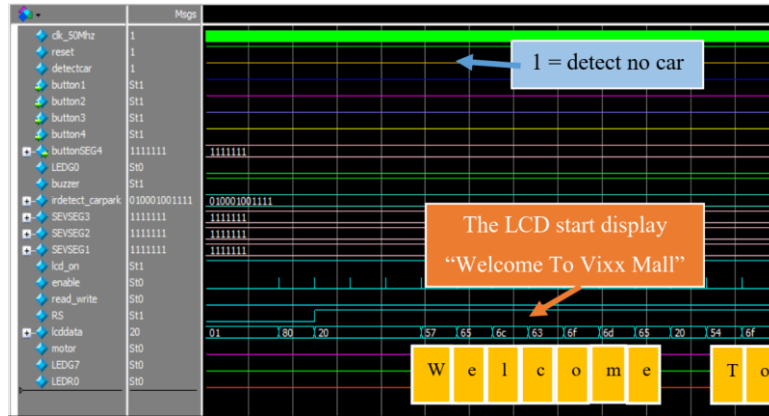 Msgs
clk_50Mhz 1
reset 1
detectcar 1
1 = detect no car
button1 St1
button2 St1
button3 St1
button4 St1
buttonSEG4 1111111 1111111
LEDG0 St0
buzzer St1
irdetect_carpark 010001001111 010001001111
SEVSEG3 1111111 1111111
SEVSEG2 1111111 1111111
SEVSEG1 1111111 1111111
The LCD start display
“Welcome To Vixx Mall”
lcd_on St1
enable St0
read_write St0
RS St1
lcddata 20 01 80 20 57 65 6c 63 6f 6d 65 20 54 6f
motor St0
LEDG7 St0
LEDR0 St0
W e l c o m e T o